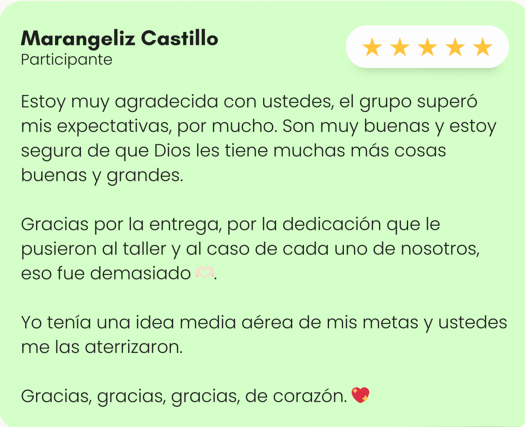 Marangeliz Castillo
Participante
Estoy muy agradecida con ustedes, el grupo superó
mis expectativas, por mucho. Son muy buenas y estoy
segura de que Dios les tiene muchas más cosas
buenas y grandes.
Gracias por la entrega, por la dedicación que le
pusieron al taller y al caso de cada uno de nosotros,
eso fue demasiado 🫶🏻.
Yo tenía una idea media aérea de mis metas y ustedes
me las aterrizaron.
Gracias, gracias, gracias, de corazón. 💖